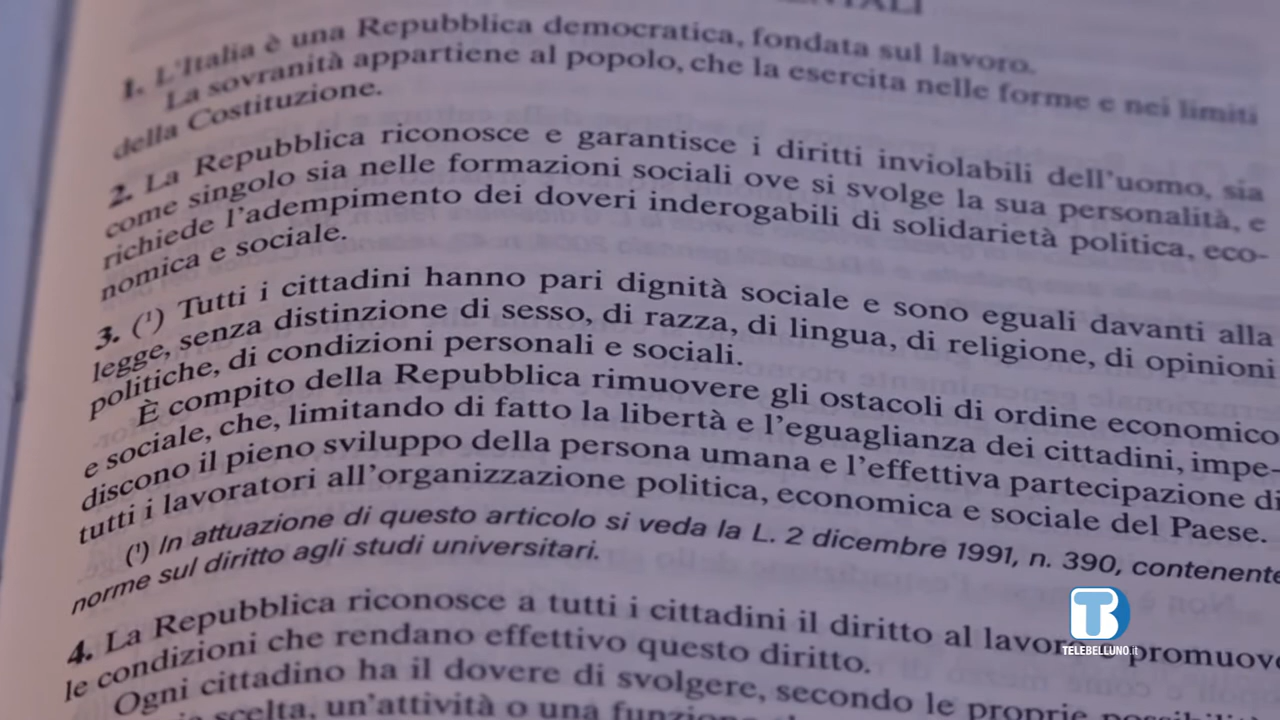 1. L'Italia è una Repubblica democratica, fondata sul lavoro.
La sovranità appartiene al popolo, che la esercita nelle forme e nei limiti
della Costituzione.
2. La Repubblica riconosce e garantisce i diritti inviolabili dell'uomo, sia
come singolo sia nelle formazioni sociali ove si svolge la sua personalità, e
richiede l'adempimento dei doveri inderogabili di solidarietà politica, eco-
nomica e sociale.
3. (¹) Tutti i cittadini hanno pari dignità sociale e sono eguali davanti alla
legge, senza distinzione di sesso, di razza, di lingua, di religione, di opinioni
politiche, di condizioni personali e sociali.
È compito della Repubblica rimuovere gli ostacoli di ordine economico
e sociale, che, limitando di fatto la libertà e l'eguaglianza dei cittadini, impe-
discono il pieno sviluppo della persona umana e l'effettiva partecipazione di
tutti i lavoratori all'organizzazione politica, economica e sociale del Paese.
(¹) In attuazione di questo articolo si veda la L. 2 dicembre 1991, n. 390, contenente
norme sul diritto agli studi universitari.
4. La Repubblica riconosce a tutti i cittadini il diritto al lavoro e promuove
le condizioni che rendano effettivo questo diritto.
Ogni cittadino ha il dovere di svolgere, secondo le proprie possibilità
scelta, un'attività o una funzione
TELEBELLUNO.it